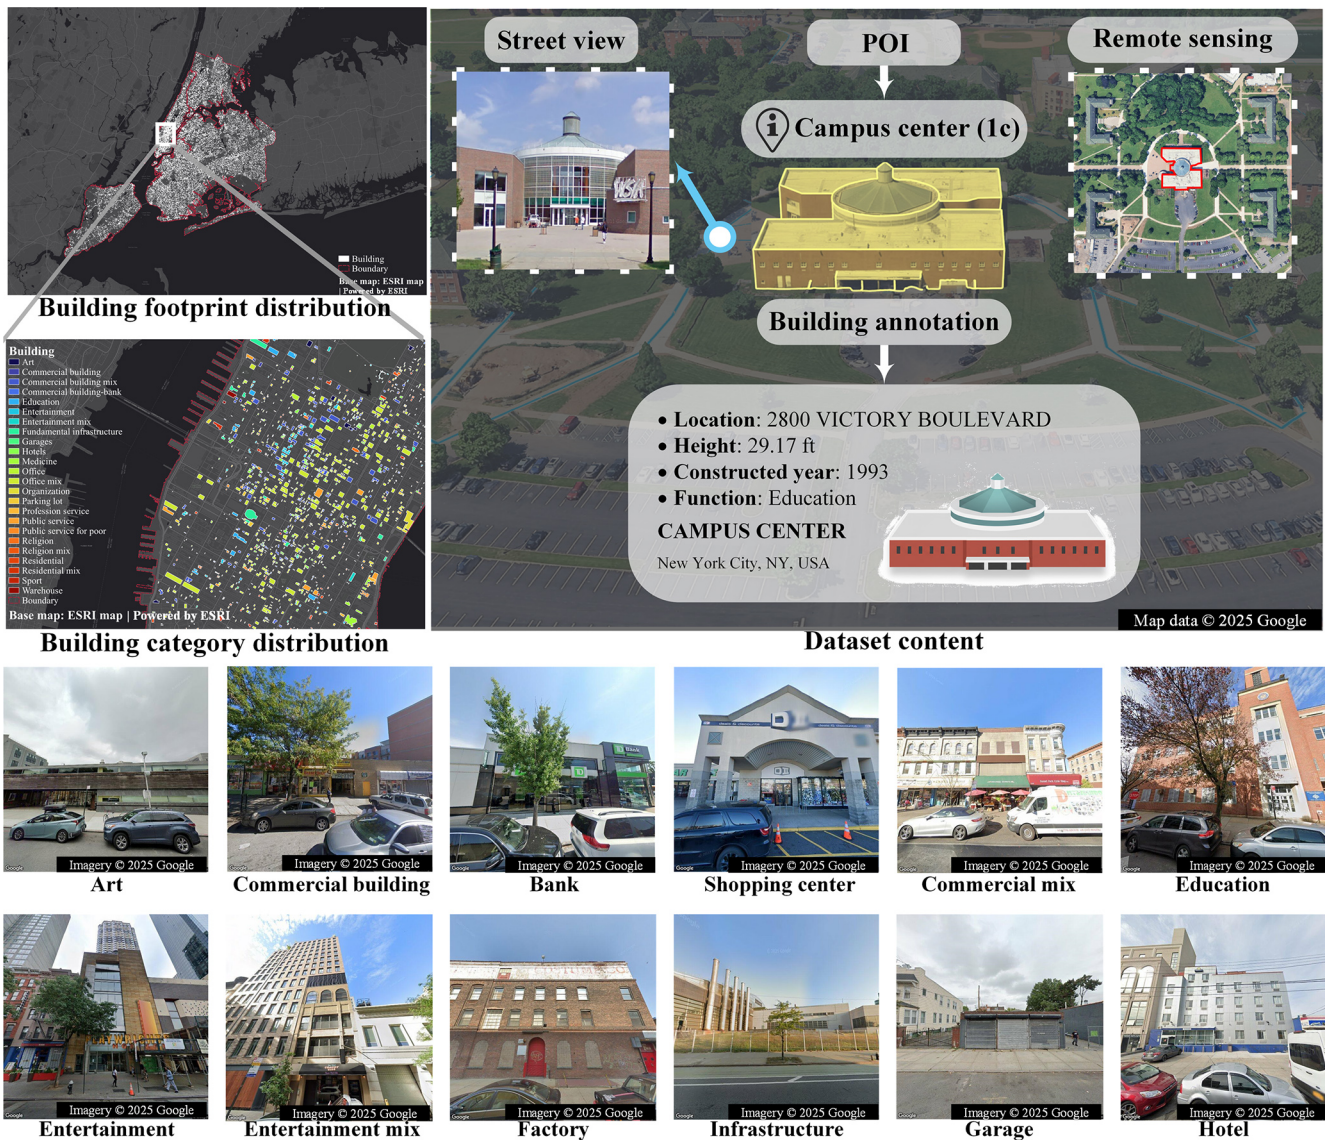 Building
Boundary
Base map: ESRI map
| Powered by ESRI
Building footprint distribution
Building
Art
Commercial building
Commercial building mix
Commercial building-bank
Education
Entertainment
Entertainment mix
Fundamental infrastructure
Garages
Hotels
Medicine
Office
Office mix
Organization
Parking lot
Profession service
Public service
Public service for poor
Religion
Religion mix
Residential
Residential mix
Sport
Warehouse
Boundary
Base map: ESRI map | Powered by ESRI
Building category distribution
Street view
POI
Remote sensing
Campus center (1c)
Building annotation
• Location: 2800 VICTORY BOULEVARD
• Height: 29.17 ft
• Constructed year: 1993
• Function: Education
CAMPUS CENTER
New York City, NY, USA
Map data © 2025 Google
Dataset content
Imagery © 2025 Google
Imagery © 2025 Google
Bank
Imagery © 2025 Google
Imagery © 2025 Google
Imagery © 2025 Google
Imagery © 2025 Google
Art
Commercial building
Bank
Shopping center
Commercial mix
Education
Imagery © 2025 Google
Imagery © 2025 Google
Imagery © 2025 Google
Imagery © 2025 Google
Imagery © 2025 Google
Imagery © 2025 Google
Entertainment
Entertainment mix
Factory
Infrastructure
Garage
Hotel